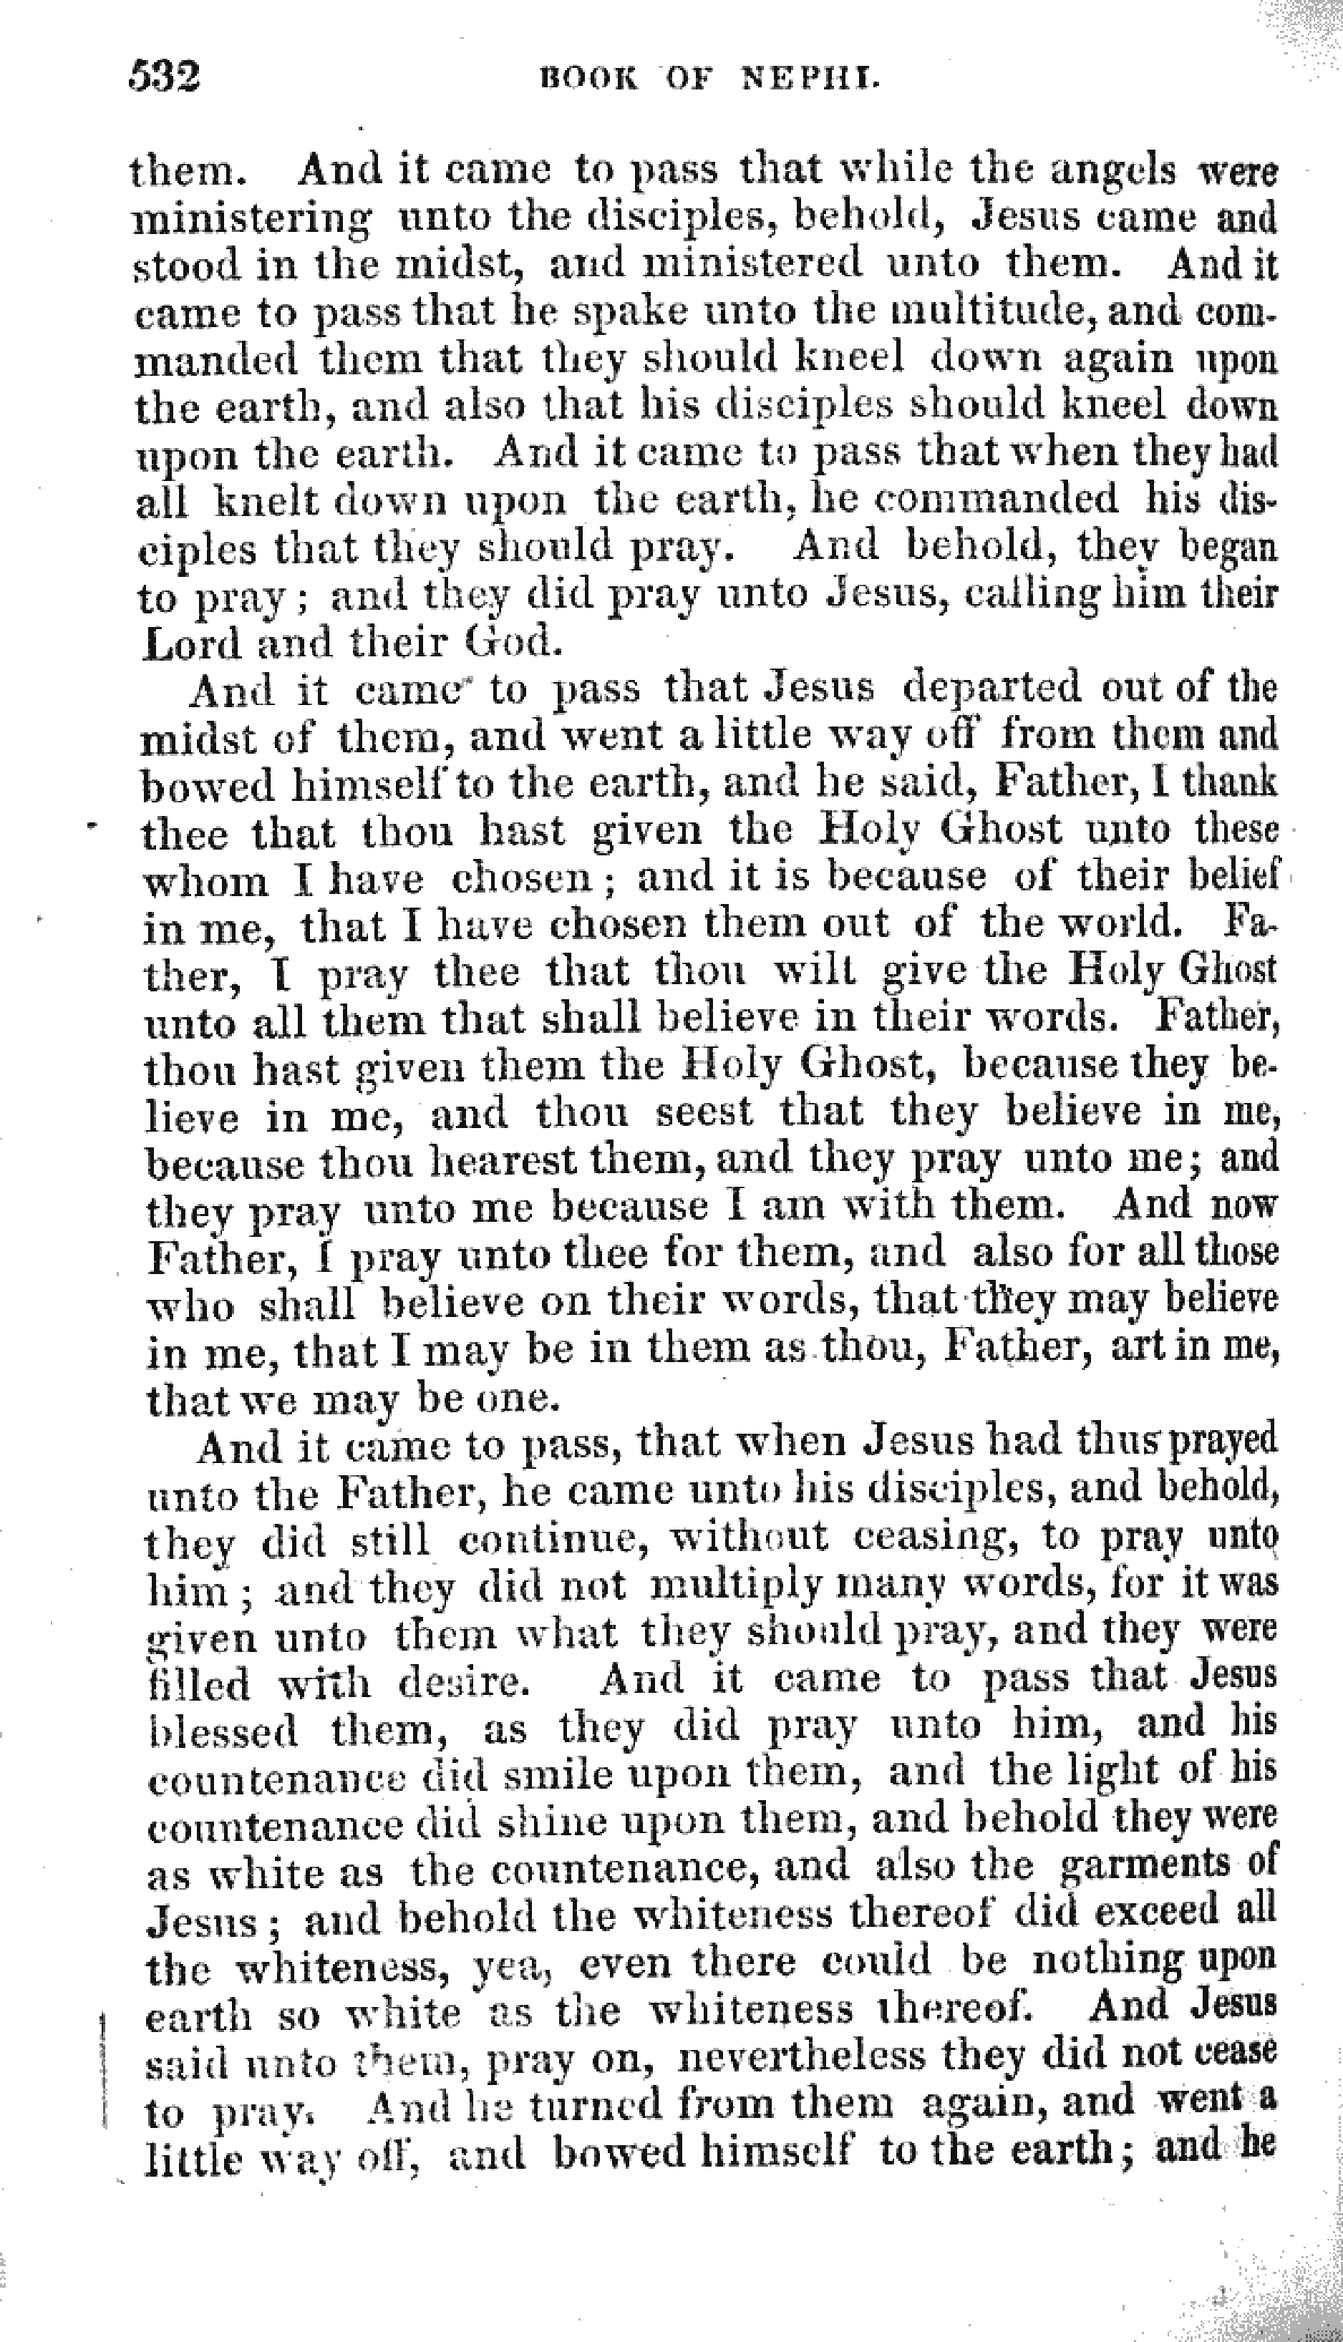 532 BOOK OF NEPHI.
them. And it came to pass that while the angels were
ministering unto the disciples, behold, Jesus came and
stood in the midst, and ministered unto them. And it
came to pass that he spake unto the multitude, and com-
manded them that they should kneel down again upon
the earth, and also that his disciples should kneel down
upon the earth. And it came to pass that when they had
all knelt down upon the earth, he commanded his dis-
ciples that they should pray. And behold, they began
to pray; and they did pray unto Jesus, calling him their
Lord and their God.
And it came to pass that Jesus departed out of the
midst of them, and went a little way off from them and
bowed himself to the earth, and he said, Father, I thank
thee that thou hast given the Holy Ghost unto these
whom I have chosen; and it is because of their belief
in me, that I have chosen them out of the world. Fa-
ther, I pray thee that thou wilt give the Holy Ghost
unto all them that shall believe in their words. Father,
thou hast given them the Holy Ghost, because they be-
lieve in me, and thou seest that they believe in me,
because thou hearest them, and they pray unto me; and
they pray unto me because I am with them. And now
Father, I pray unto thee for them, and also for all those
who shall believe on their words, that they may believe
in me, that I may be in them as thou, Father, art in me,
that we may be one.
And it came to pass, that when Jesus had thus prayed
unto the Father, he came unto his disciples, and behold,
they did still continue, without ceasing, to pray unto
him; and they did not multiply many words, for it was
given unto them what they should pray, and they were
filled with desire. And it came to pass that Jesus
blessed them, as they did pray unto him, and his
countenance did smile upon them, and the light of his
countenance did shine upon them, and behold they were
as white as the countenance, and also the garments of
Jesus; and behold the whiteness thereof did exceed all
the whiteness, yea, even there could be nothing upon
earth so white as the whiteness thereof. And Jesus
said unto them, pray on, nevertheless they did not cease
to pray. And he turned from them again, and went a
little way off, and bowed himself to the earth; and he